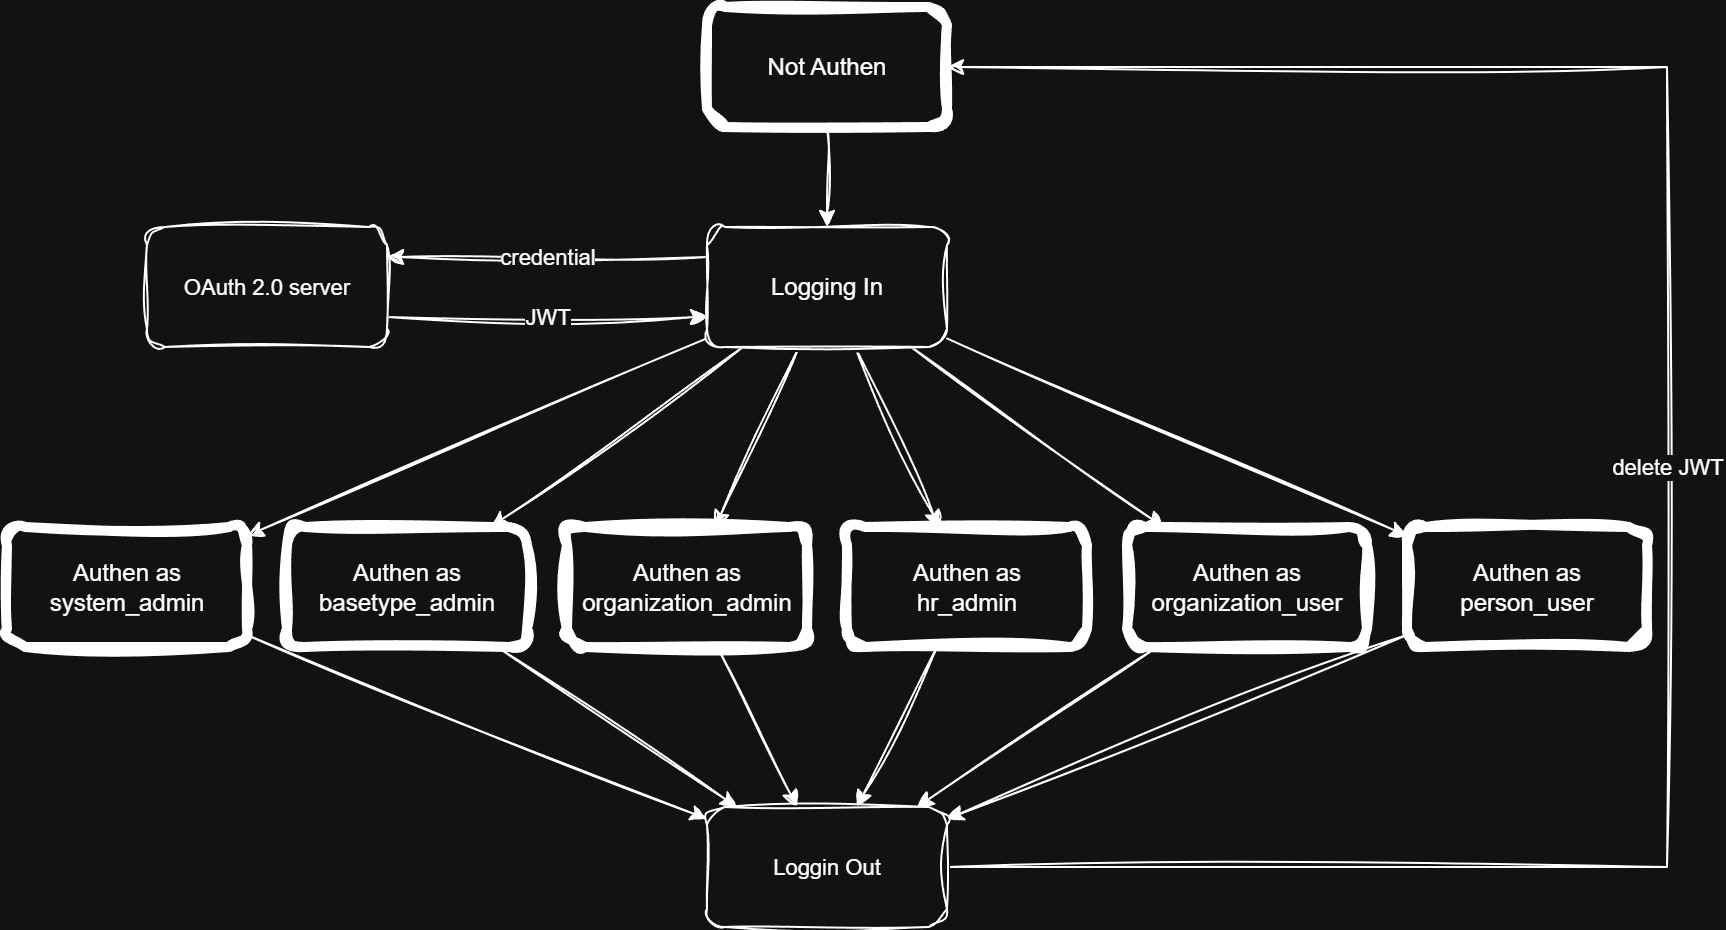 Not Authen
credential
OAuth 2.0 server
Logging In
JWT
delete JWT
Authen as
system_admin
Authen as
basetype_admin
Authen as
organization_admin
Authen as
hr_admin
Authen as
organization_user
Authen as
person_user
Loggin Out